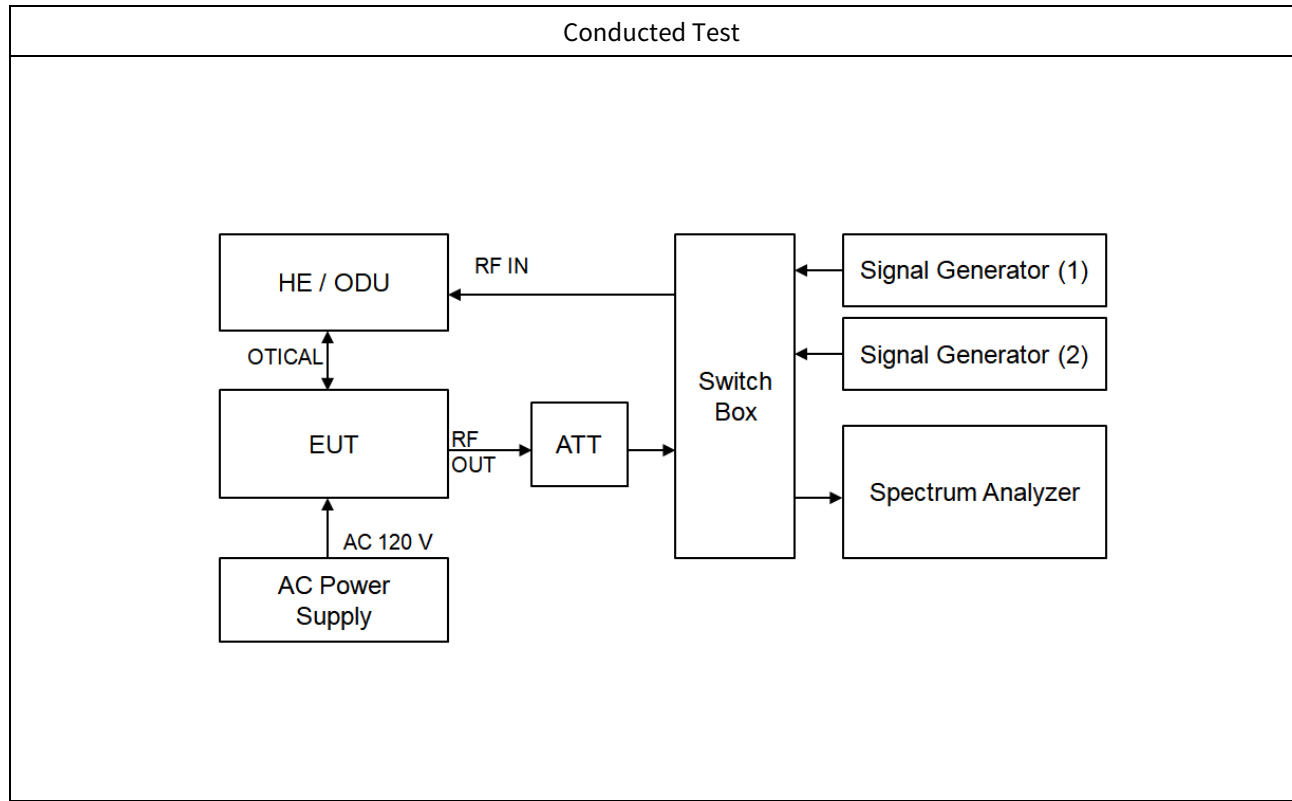 Conducted Test
HE / ODU
RF IN
Signal Generator (1)
OTICAL
Signal Generator (2)
Switch
Box
EUT
RF
OUT
ATT
Spectrum Analyzer
AC 120 V
AC Power
Supply